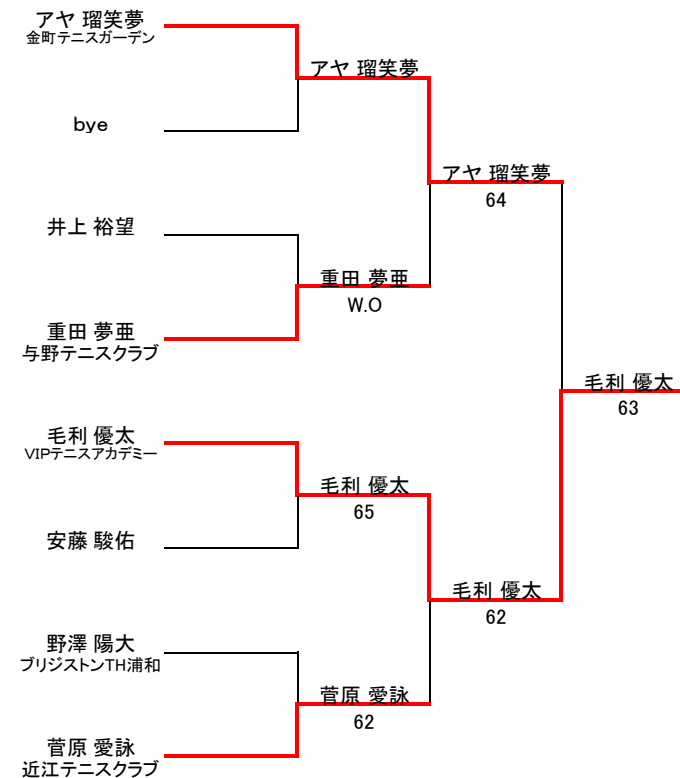 アヤ 瑠笑夢
金町テニスガーデン
アヤ 瑠笑夢
bye
アヤ 瑠笑夢
64
井上 裕望
重田 夢亜
W.O
重田 夢亜
与野テニスクラブ
毛利 優太
63
毛利 優太
VIPテニスアカデミー
毛利 優太
65
安藤 駿佑
毛利 優太
62
野澤 陽大
ブリジストンTH浦和
菅原 愛詠
62
菅原 愛詠
近江テニスクラブ